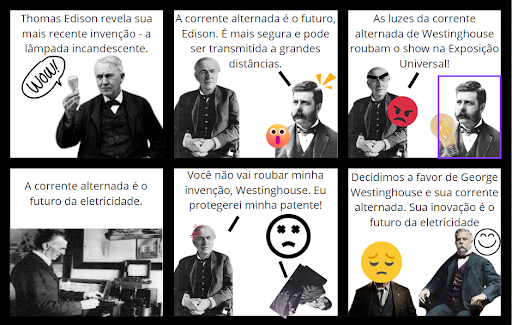 Thomas Edison revela sua
mais recente invenção - a
lâmpada incandescente.
Wow!
A corrente alternada é o futuro,
Edison. É mais segura e pode
ser transmitida a grandes
distâncias.
As luzes da corrente
alternada de Westinghouse
roubam o show na Exposição
Universal!
A corrente alternada é o
futuro da eletricidade.
Você não vai roubar minha
invenção, Westinghouse. Eu
protegerei minha patente!
Decidimos a favor de George
Westinghouse e sua corrente
alternada. Sua inovação é o
futuro da eletricidade